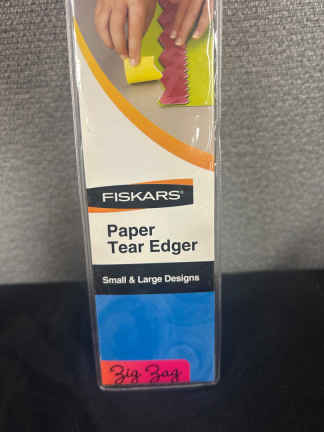 FISKARS®
Paper
Tear Edger
Small & Large Designs
Zig Zag